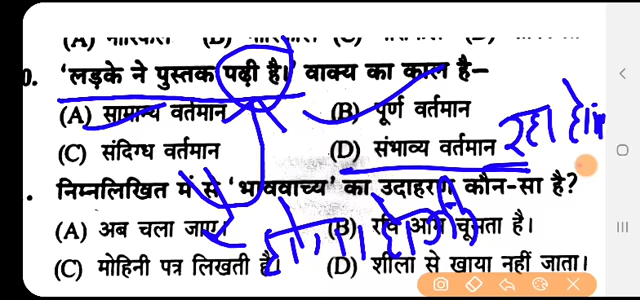 0. 'लड़के ने पुस्तक पढ़ी है।' वाक्य का काल है–
(A) सामान्य वर्तमान (B) पूर्ण वर्तमान
(C) संदिग्ध वर्तमान (D) संभाव्य वर्तमान रहा
. निम्नलिखित में से 'भाववाच्य' का उदाहरण कौन-सा है?
(A) अब चला जाए। (B) रवि आम चूसता है।
(C) मोहिनी पत्र लिखती है। (D) शीला से खाया नहीं जाता।